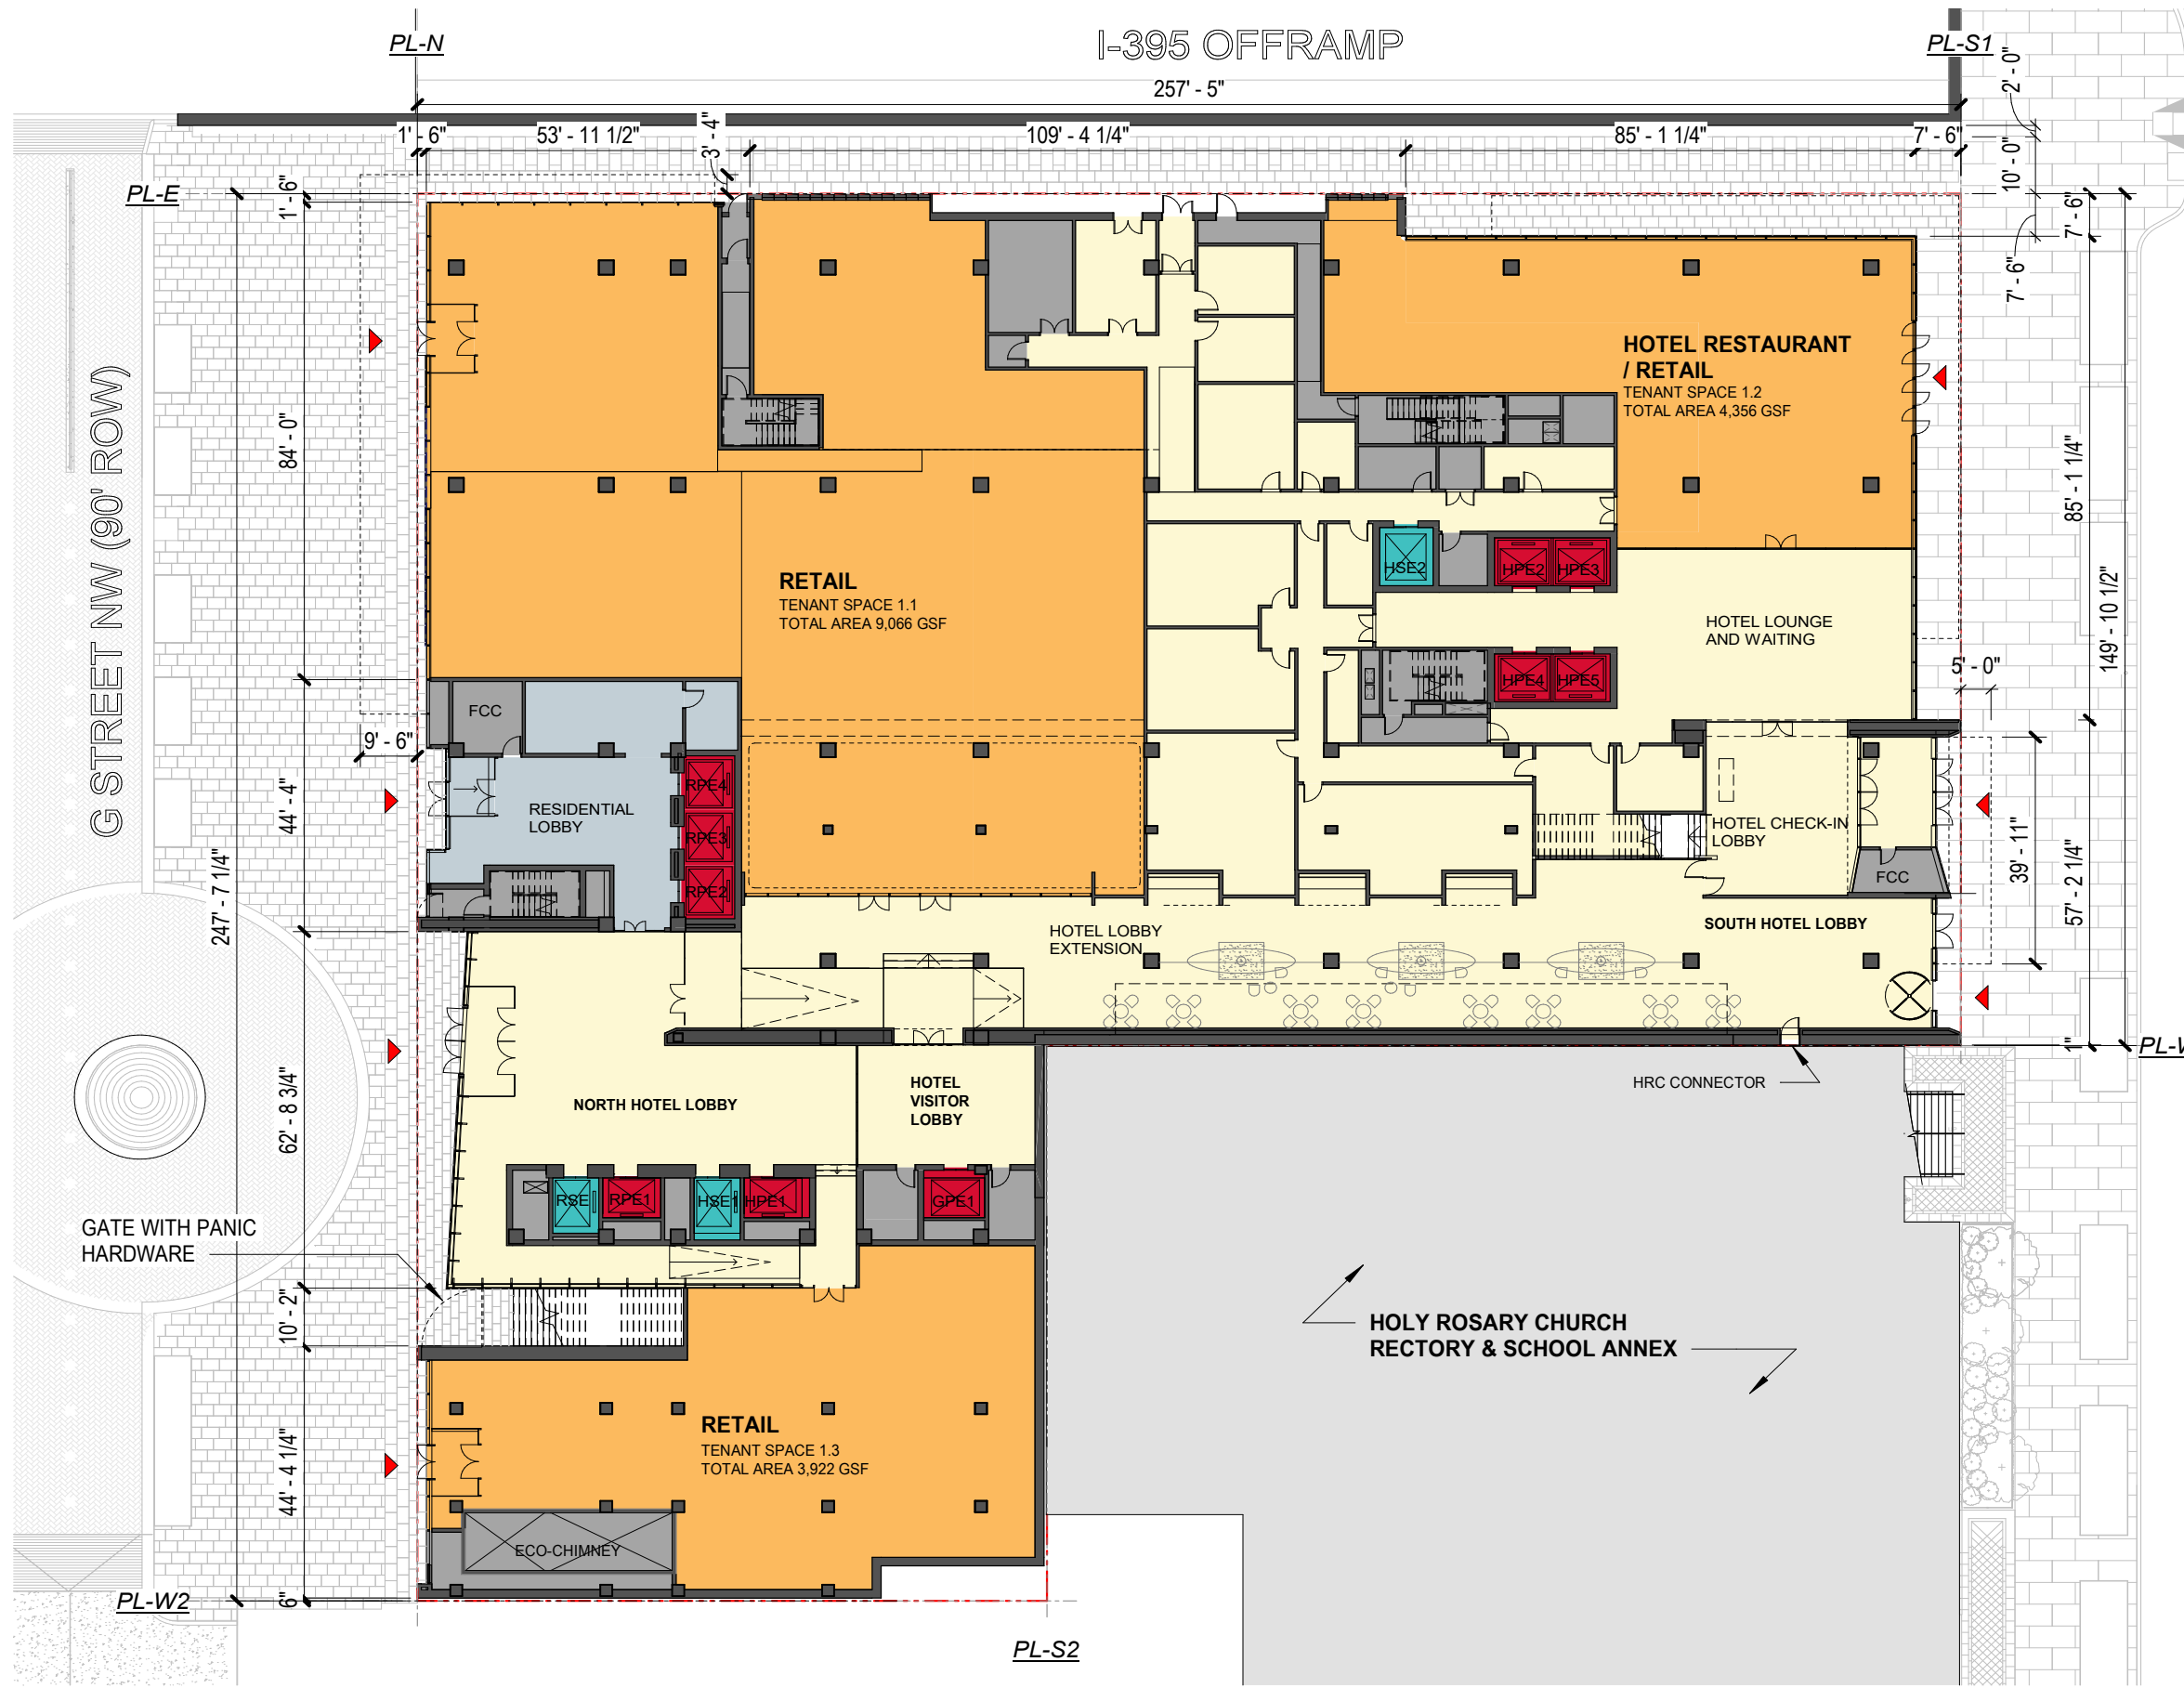 I-395 OFFRAMP
PL-N
PL-S1
257' - 5"
2' - 0"
1' - 6"
53' - 11 1/2"
3' - 4"
109' - 4 1/4"
85' - 1 1/4"
7' - 6"
10' - 0"
PL-E
1' - 6"
7' - 6"
7' - 6"
G STREET NW (90' ROW)
84' - 0"
HOTEL RESTAURANT
/ RETAIL
TENANT SPACE 1.2
TOTAL AREA 4,356 GSF
85' - 1 1/4"
149' - 10 1/2"
HSE2
HPE2
HPE3
RETAIL
TENANT SPACE 1.1
TOTAL AREA 9,066 GSF
HOTEL LOUNGE
AND WAITING
HPE4
HPE5
5' - 0"
FCC
9' - 6"
RPE4
RESIDENTIAL
LOBBY
RPE3
RPE2
44' - 4"
247' - 7 1/4"
HOTEL CHECK-IN
LOBBY
FCC
39' - 11"
57' - 2 1/4"
HOTEL LOBBY
EXTENSION
SOUTH HOTEL LOBBY
1"
PL-W
HRC CONNECTOR
62' - 8 3/4"
NORTH HOTEL LOBBY
HOTEL
VISITOR
LOBBY
RSE
RPE1
HSE1
HPE1
GPE1
GATE WITH PANIC
HARDWARE
10' - 2"
HOLY ROSARY CHURCH
RECTORY & SCHOOL ANNEX
RETAIL
TENANT SPACE 1.3
TOTAL AREA 3,922 GSF
44' - 4 1/4"
ECO-CHIMNEY
6"
PL-W2
PL-S2